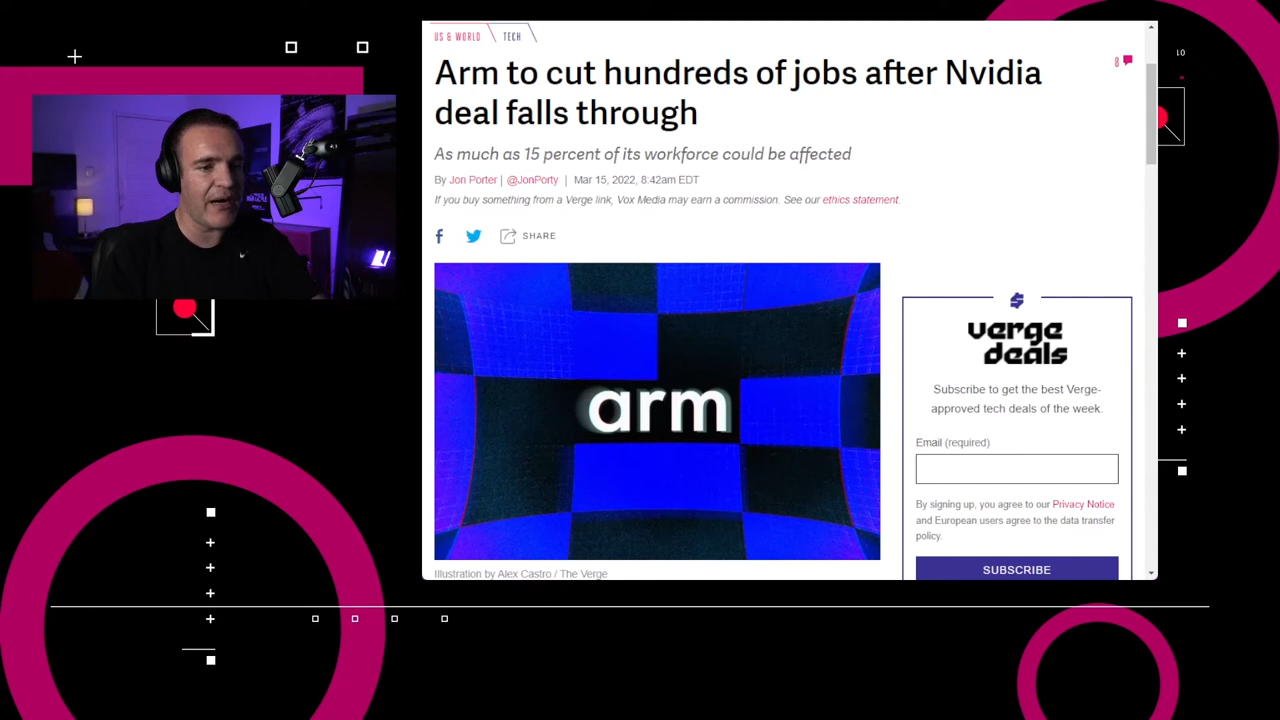 US & WORLD TECH
Arm to cut hundreds of jobs after Nvidia
deal falls through
8
As much as 15 percent of its workforce could be affected
By Jon Porter | @JonPorty | Mar 15, 2022, 8:42am EDT
If you buy something from a Verge link, Vox Media may earn a commission. See our ethics statement.
SHARE
arm
Illustration by Alex Castro / The Verge
verge
deals
Subscribe to get the best Verge-
approved tech deals of the week.
Email (required)
By signing up, you agree to our Privacy Notice
and European users agree to the data transfer
policy.
SUBSCRIBE